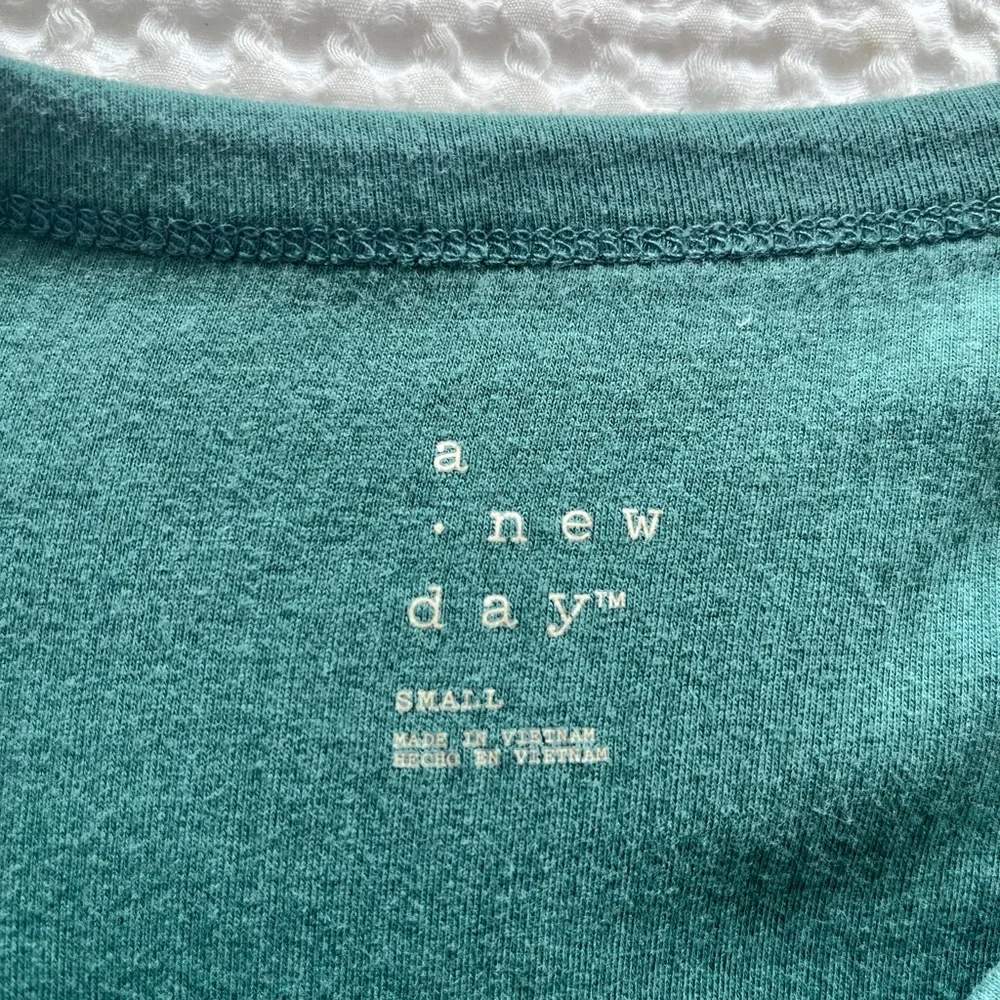 a
· new
day™
SMALL
MADE IN VIETNAM
HECHO EN VIETNAM